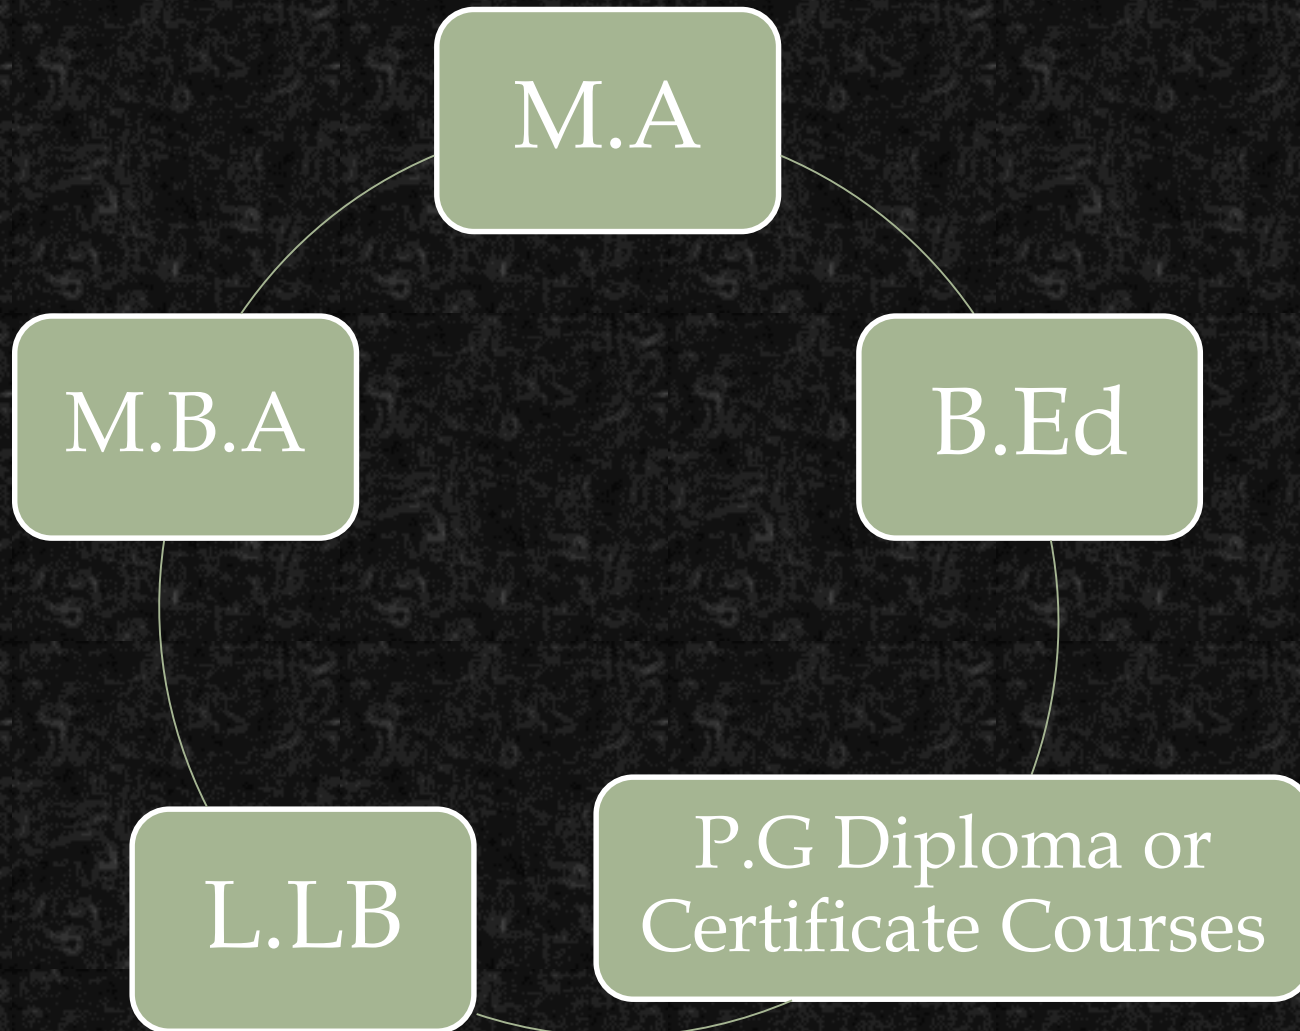 M.A
M.B.A
B.Ed
L.LB
P.G Diploma or
Certificate Courses